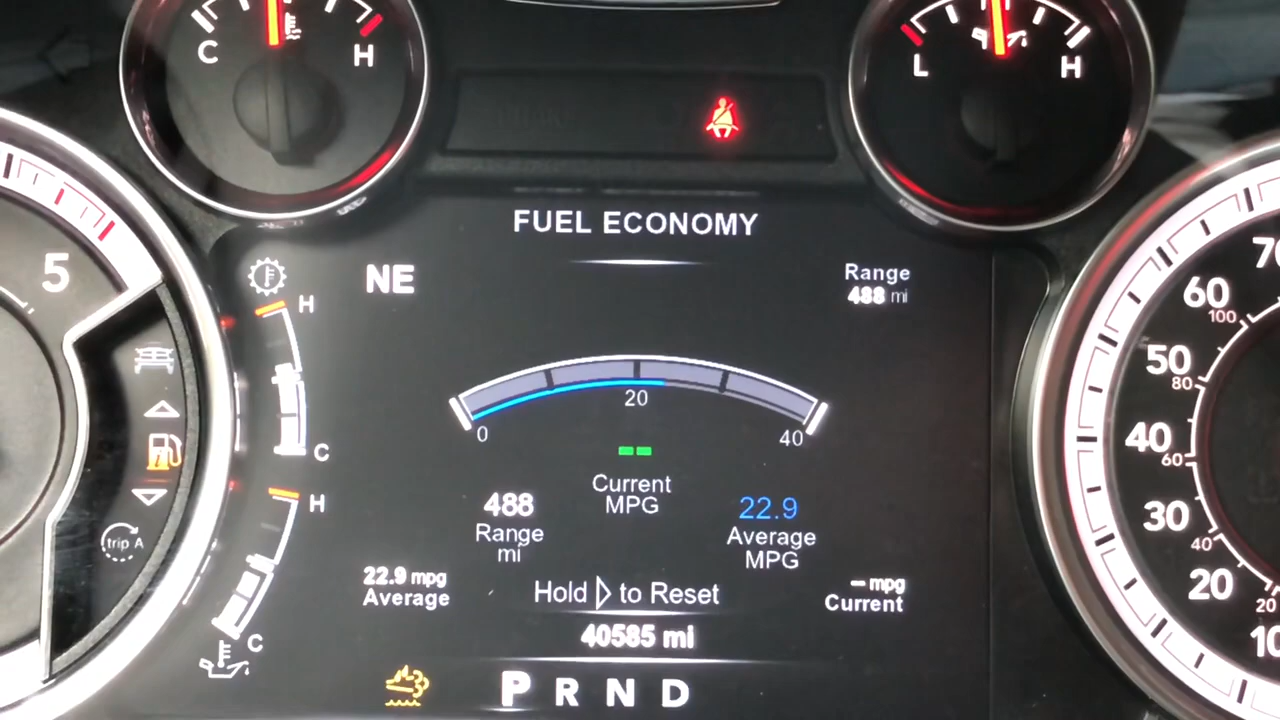 C H
L H
FUEL ECONOMY
NE
Range
488 mi
H
C
H
C
0 20 40
--
Current
MPG
488
Range
mi
22.9
Average
MPG
22.9 mpg
Average
Hold ▷ to Reset
-- mpg
Current
40585 mi
P R N D
5
trip A
70
60
100
50
80
40
60
30
40
20
20
10